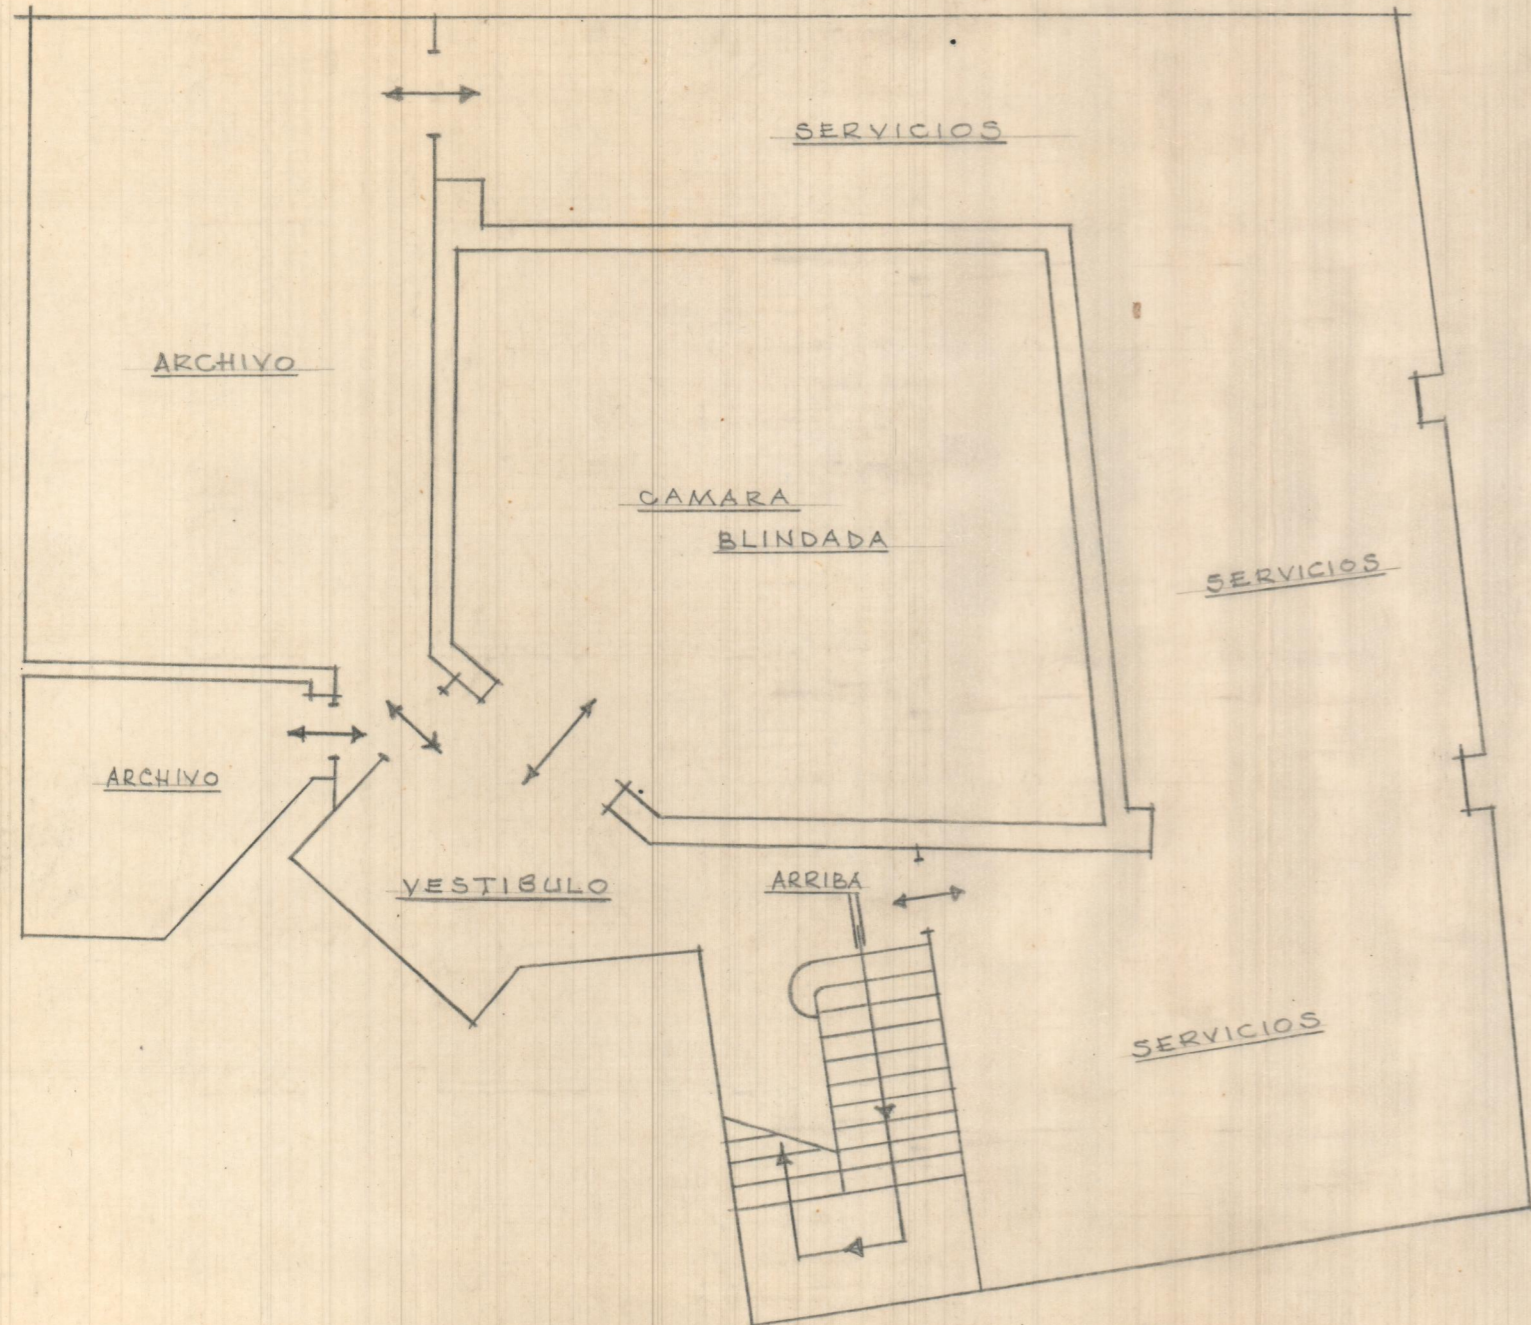 SERVICIOS
ARCHIVO
CAMARA
BLINDADA
SERVICIOS
ARCHIVO
VESTIBULO
ARRIBA
SERVICIOS